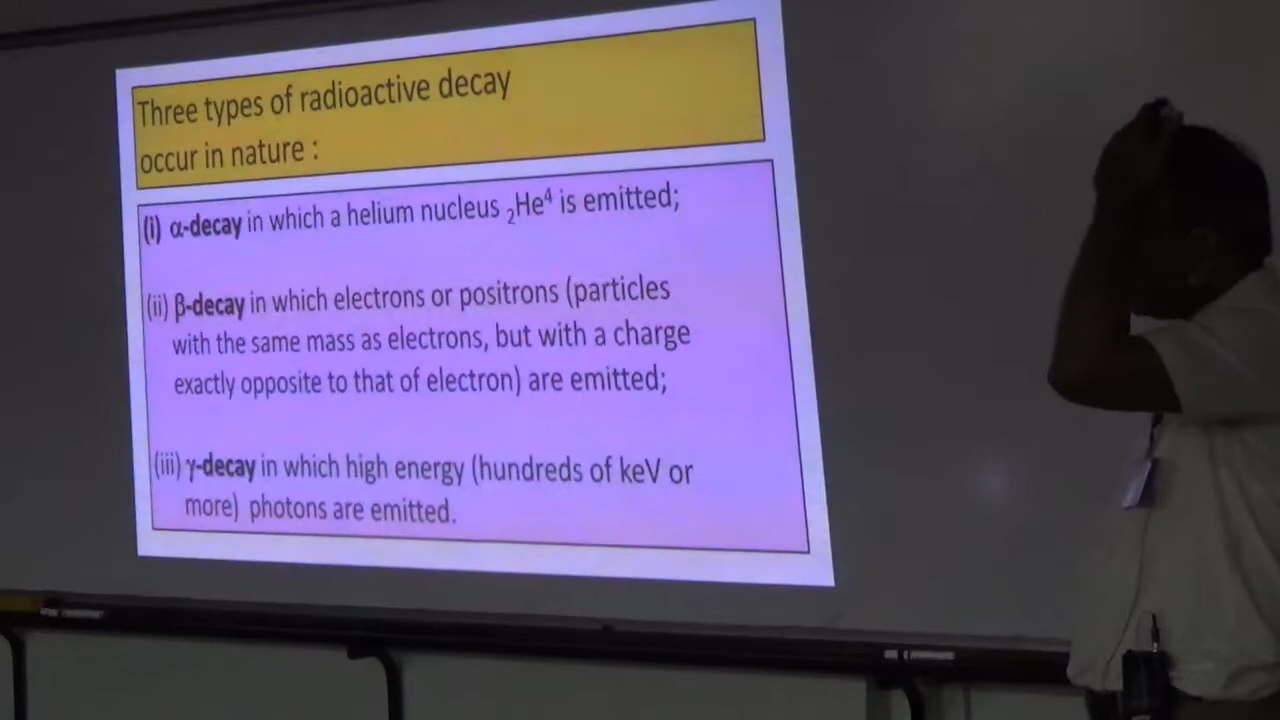 Three types of radioactive decay
occur in nature :
(i) α-decay in which a helium nucleus ₂He⁴ is emitted;
(ii) β-decay in which electrons or positrons (particles
with the same mass as electrons, but with a charge
exactly opposite to that of electron) are emitted;
(iii) γ-decay in which high energy (hundreds of keV or
more) photons are emitted.